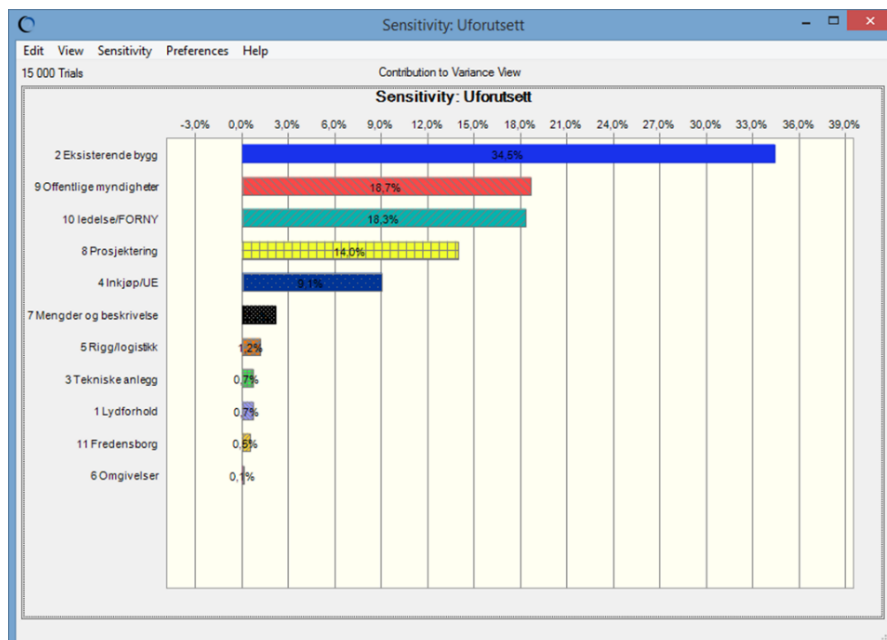 Sensitivity: Uforutsett
Edit View Sensitivity Preferences Help
15 000 Trials Contribution to Variance View
Sensitivity: Uforutsett
-3,0% 0,0% 3,0% 6,0% 9,0% 12,0% 15,0% 18,0% 21,0% 24,0% 27,0% 30,0% 33,0% 36,0% 39,0%
2 Eksisterende bygg 34,5%
9 Offentlige myndigheter 18,7%
10 ledelse/FORNY 18,3%
8 Prosjektering 14,0%
4 Inkjøp/UE 9,1%
7 Mengder og beskrivelse
5 Rigg/logistikk 1,2%
3 Tekniske anlegg 0,7%
1 Lydforhold 0,7%
11 Fredensborg
6 Omgivelser 0,1%